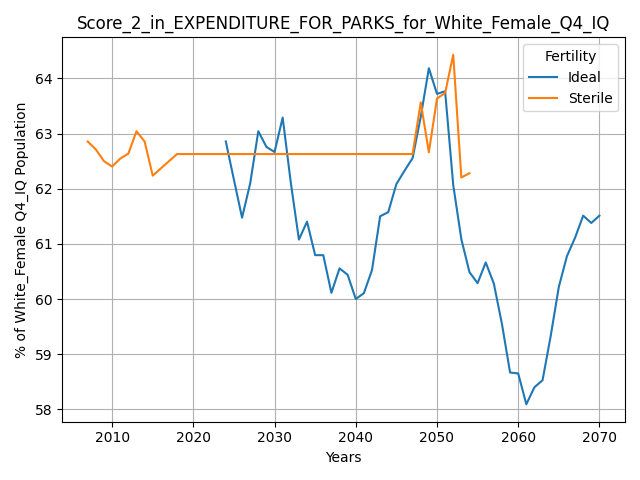 Score_2_in_EXPENDITURE_FOR_PARKS_for_White_Female_Q4_IQ
Fertility
Ideal
Sterile
% of White_Female Q4_IQ Population
64
63
62
61
60
59
58
2010 2020 2030 2040 2050 2060 2070
Years